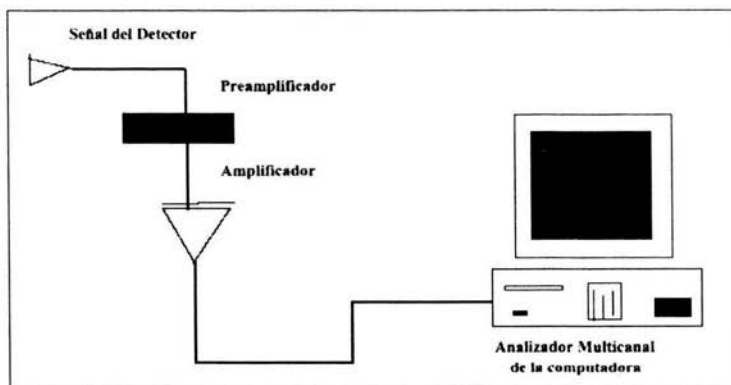 Señal del Detector
Preamplificador
Amplificador
Analizador Multicanal
de la computadora